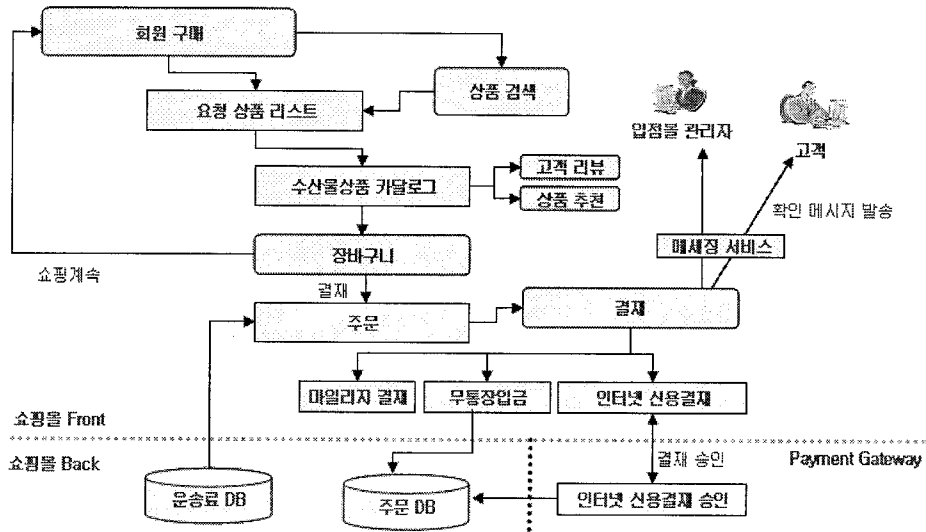 회원 구매
상품 검색
요청 상품 리스트
입점몰 관리자
고객
고객 리뷰
수산물상품 카달로그
상품 추천
확인 메시지 발송
메세징 서비스
장바구니
쇼핑계속
결재
결재
주문
마일리지 결재
무통장입금
인터넷 신용결재
쇼핑몰 Front
쇼핑몰 Back
결재 승인
Payment Gateway
운송료 DB
주문 DB
인터넷 신용결재 승인